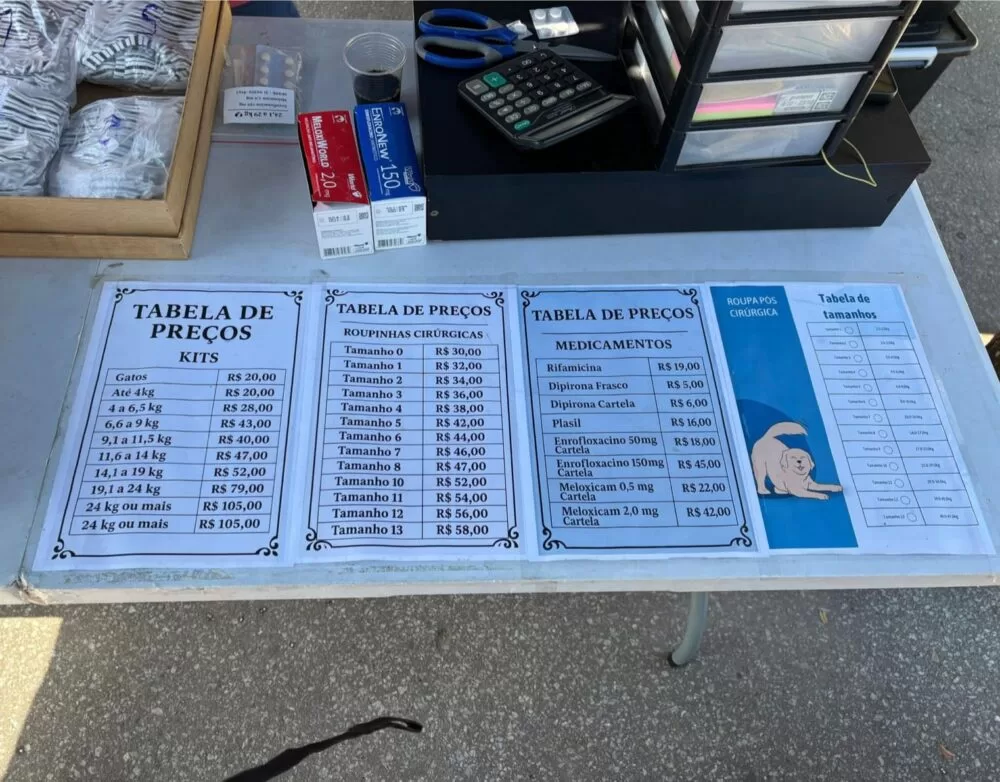 MeloxiWorld 2,0 mg
EnroNew 150 mg
World
24,1 a 29 kg
TABELA DE
PREÇOS
KITS
Gatos R$ 20,00
Até 4kg R$ 20,00
4 a 6,5 kg R$ 28,00
6,6 a 9 kg R$ 43,00
9,1 a 11,5 kg R$ 40,00
11,6 a 14 kg R$ 47,00
14,1 a 19 kg R$ 52,00
19,1 a 24 kg R$ 79,00
24 kg ou mais R$ 105,00
24 kg ou mais R$ 105,00
TABELA DE PREÇOS
ROUPINHAS CIRÚRGICAS
Tamanho 0 R$ 30,00
Tamanho 1 R$ 32,00
Tamanho 2 R$ 34,00
Tamanho 3 R$ 36,00
Tamanho 4 R$ 38,00
Tamanho 5 R$ 42,00
Tamanho 6 R$ 44,00
Tamanho 7 R$ 46,00
Tamanho 8 R$ 47,00
Tamanho 10 R$ 52,00
Tamanho 11 R$ 54,00
Tamanho 12 R$ 56,00
Tamanho 13 R$ 58,00
TABELA DE PREÇOS
MEDICAMENTOS
Rifamicina R$ 19,00
Dipirona Frasco R$ 5,00
Dipirona Cartela R$ 6,00
Plasil R$ 16,00
Enrofloxacino 50mg
Cartela R$ 18,00
Enrofloxacino 150mg
Cartela R$ 45,00
Meloxicam 0,5 mg
Cartela R$ 22,00
Meloxicam 2,0 mg
Cartela R$ 42,00
ROUPA PÓS
CIRÚRGICA
Tabela de
tamanhos